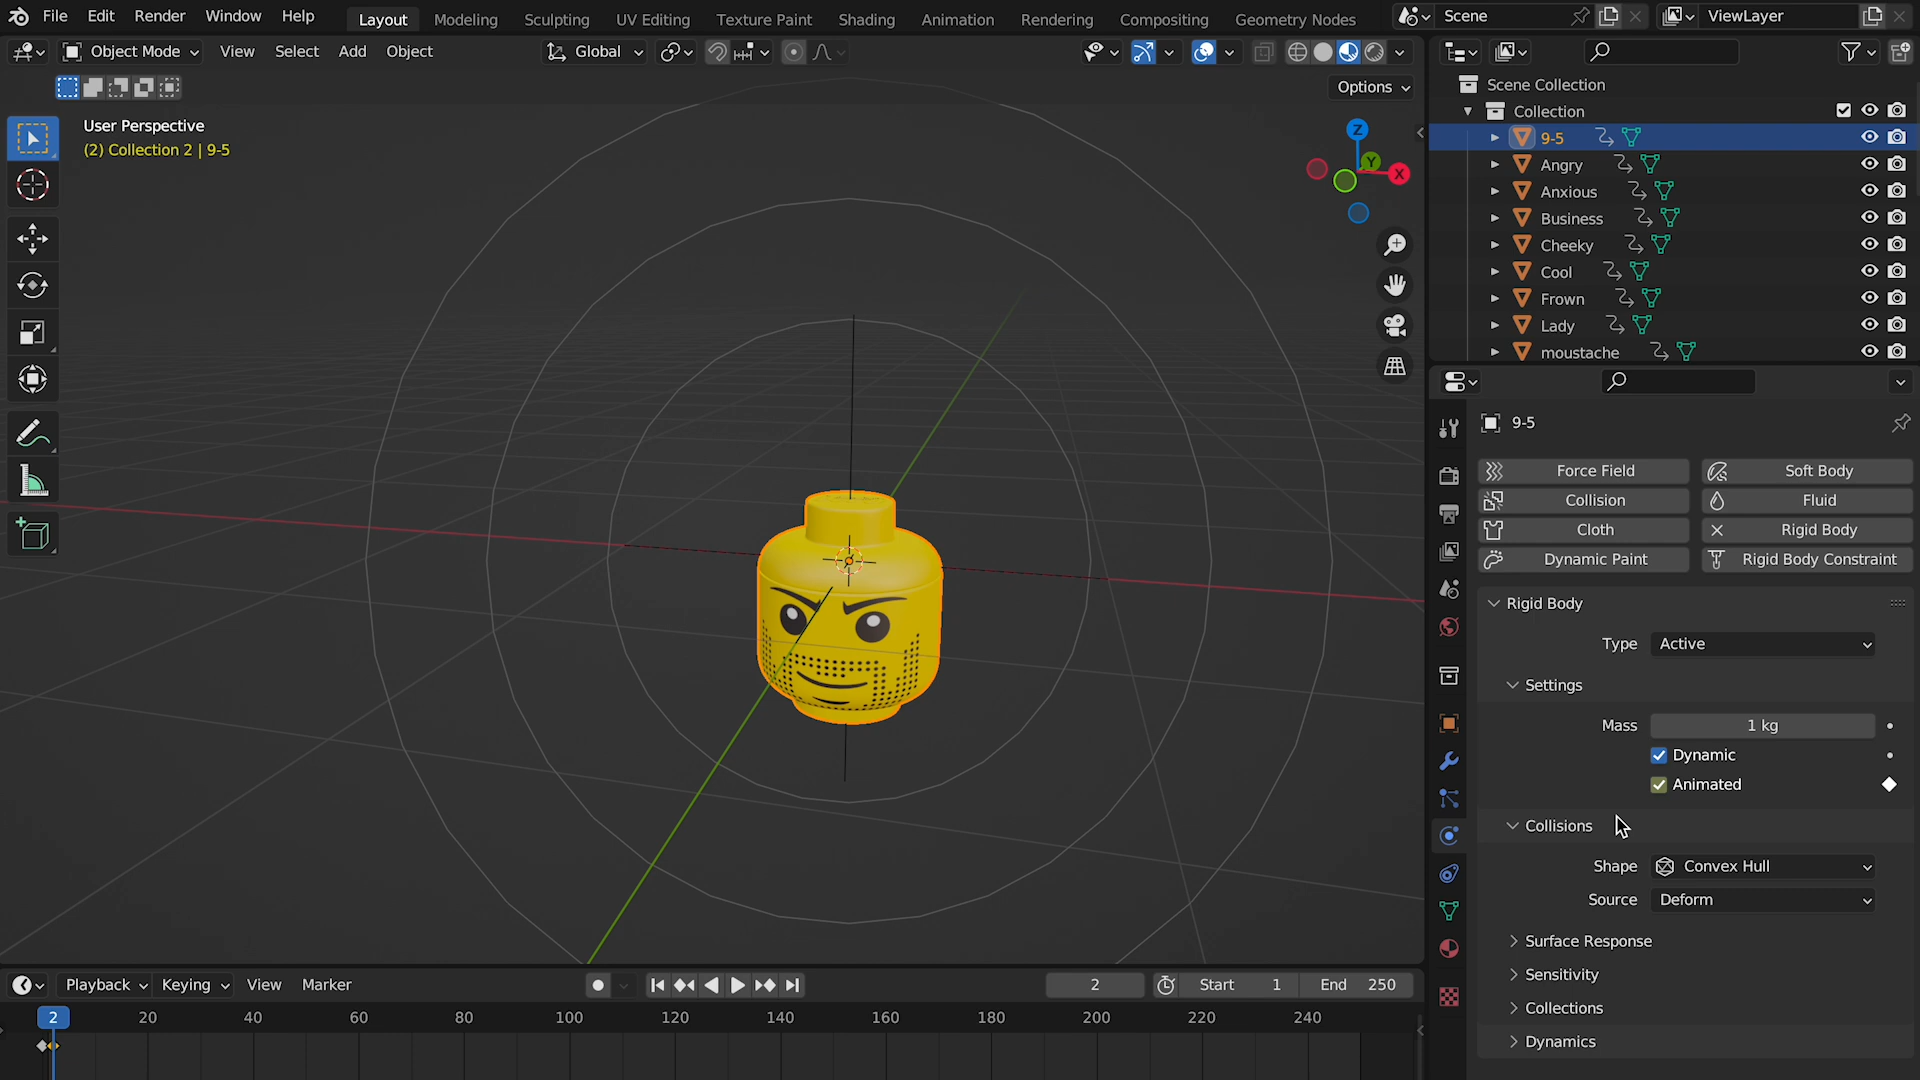 File Edit Render Window Help Layout Modeling Sculpting UV Editing Texture Paint Shading Animation Rendering Compositing Geometry Nodes Scene ViewLayer
Object Mode View Select Add Object Global
Options
User Perspective
(2) Collection 2 | 9-5
Z
Y
X
Scene Collection
Collection
9-5
Angry
Anxious
Business
Cheeky
Cool
Frown
Lady
moustache
9-5
Force Field Soft Body
Collision Fluid
Cloth Rigid Body
Dynamic Paint Rigid Body Constraint
Rigid Body
Type Active
Settings
Mass 1 kg
Dynamic
Animated
Collisions
Shape Convex Hull
Source Deform
Surface Response
Sensitivity
Collections
Dynamics
Playback Keying View Marker 2 Start 1 End 250
2 20 40 60 80 100 120 140 160 180 200 220 240